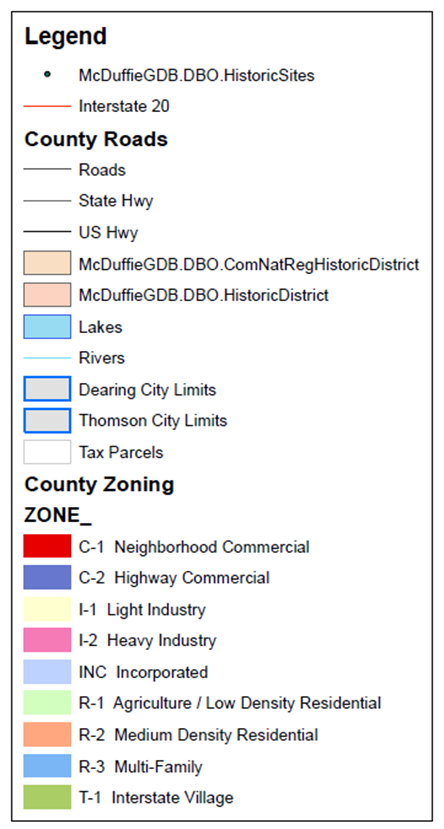 Legend
McDuffieGDB.DBO.HistoricSites
Interstate 20
County Roads
Roads
State Hwy
US Hwy
McDuffieGDB.DBO.ComNatRegHistoricDistrict
McDuffieGDB.DBO.HistoricDistrict
Lakes
Rivers
Dearing City Limits
Thomson City Limits
Tax Parcels
County Zoning
ZONE_
C-1 Neighborhood Commercial
C-2 Highway Commercial
I-1 Light Industry
I-2 Heavy Industry
INC Incorporated
R-1 Agriculture / Low Density Residential
R-2 Medium Density Residential
R-3 Multi-Family
T-1 Interstate Village